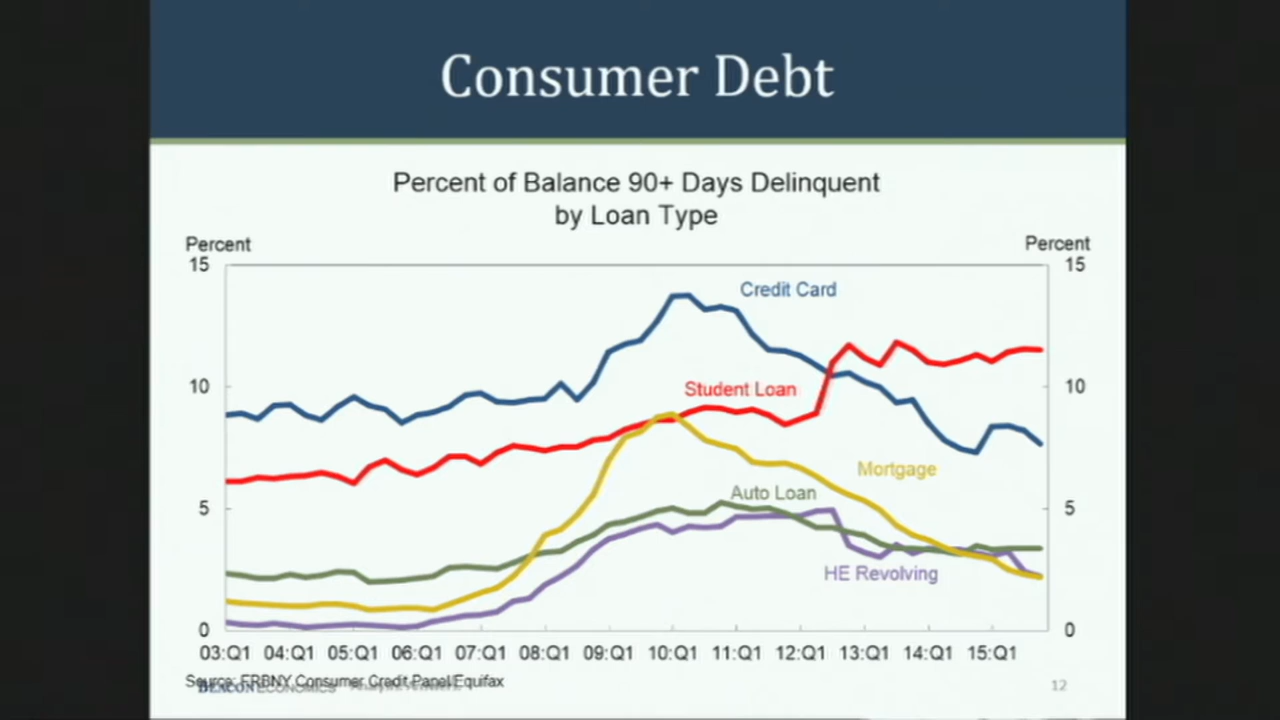 Consumer Debt
Percent of Balance 90+ Days Delinquent
by Loan Type
Percent
Percent
15
15
Credit Card
10
Student Loan
10
Mortgage
5
Auto Loan
5
HE Revolving
0
0
03:Q1 04:Q1 05:Q1 06:Q1 07:Q1 08:Q1 09:Q1 10:Q1 11:Q1 12:Q1 13:Q1 14:Q1 15:Q1
Source: FRBNY Consumer Credit Panel/Equifax
BEACON ECONOMICS
12